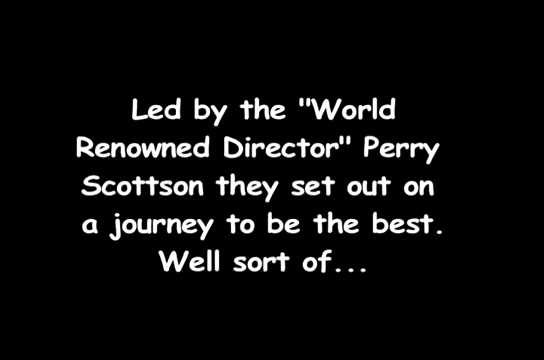 Led by the "World
Renowned Director" Perry
Scottson they set out on
a journey to be the best.
Well sort of...